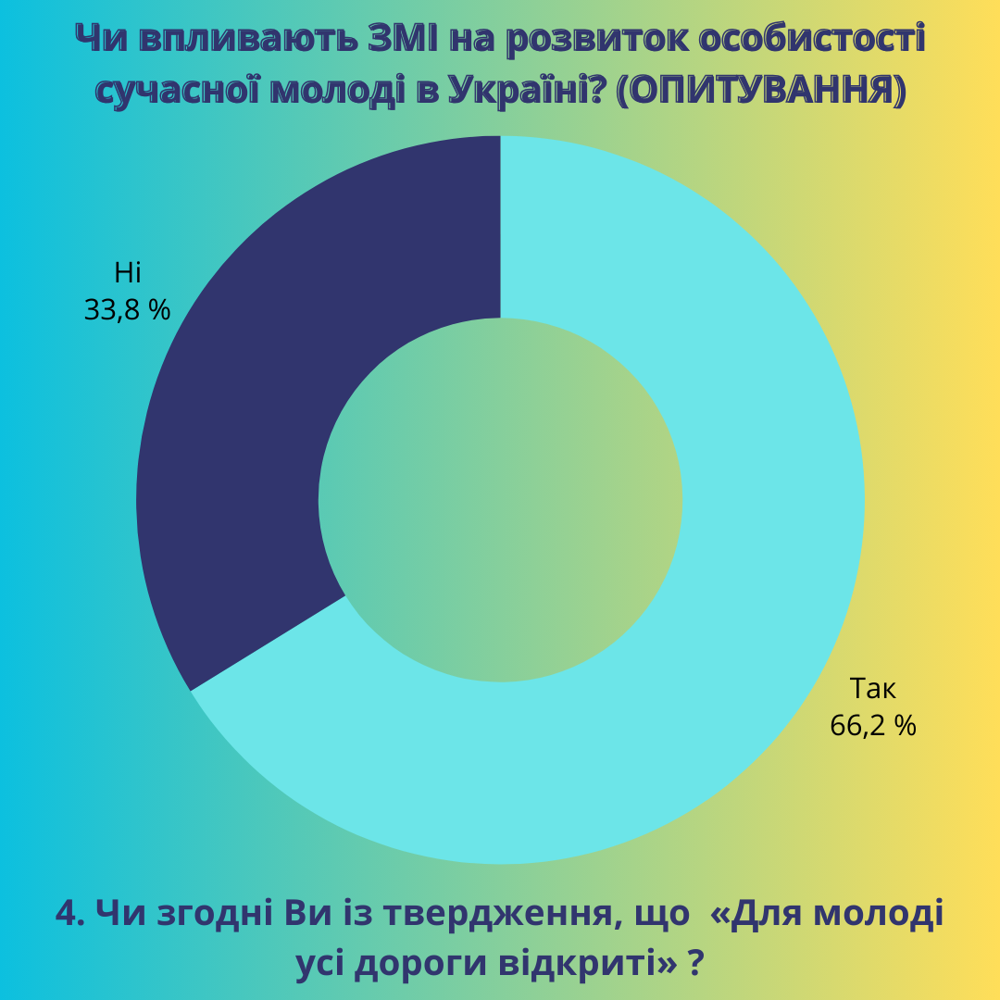 Чи впливають ЗМІ на розвиток особистості
сучасної молоді в Україні? (ОПИТУВАННЯ)
Ні
33,8 %
Так
66,2 %
4. Чи згодні Ви із твердження, що «Для молоді
усі дороги відкриті» ?